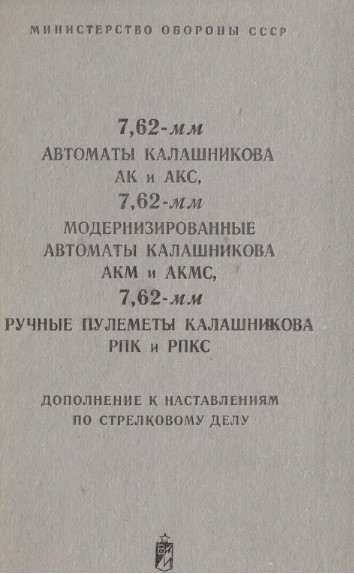 МИНИСТЕРСТВО ОБОРОНЫ СССР
7,62-мм
АВТОМАТЫ КАЛАШНИКОВА
АК и АКС,
7,62-мм
МОДЕРНИЗИРОВАННЫЕ
АВТОМАТЫ КАЛАШНИКОВА
АКМ и АКМС,
7,62-мм
РУЧНЫЕ ПУЛЕМЕТЫ КАЛАШНИКОВА
РПК и РПКС
ДОПОЛНЕНИЕ К НАСТАВЛЕНИЯМ
ПО СТРЕЛКОВОМУ ДЕЛУ